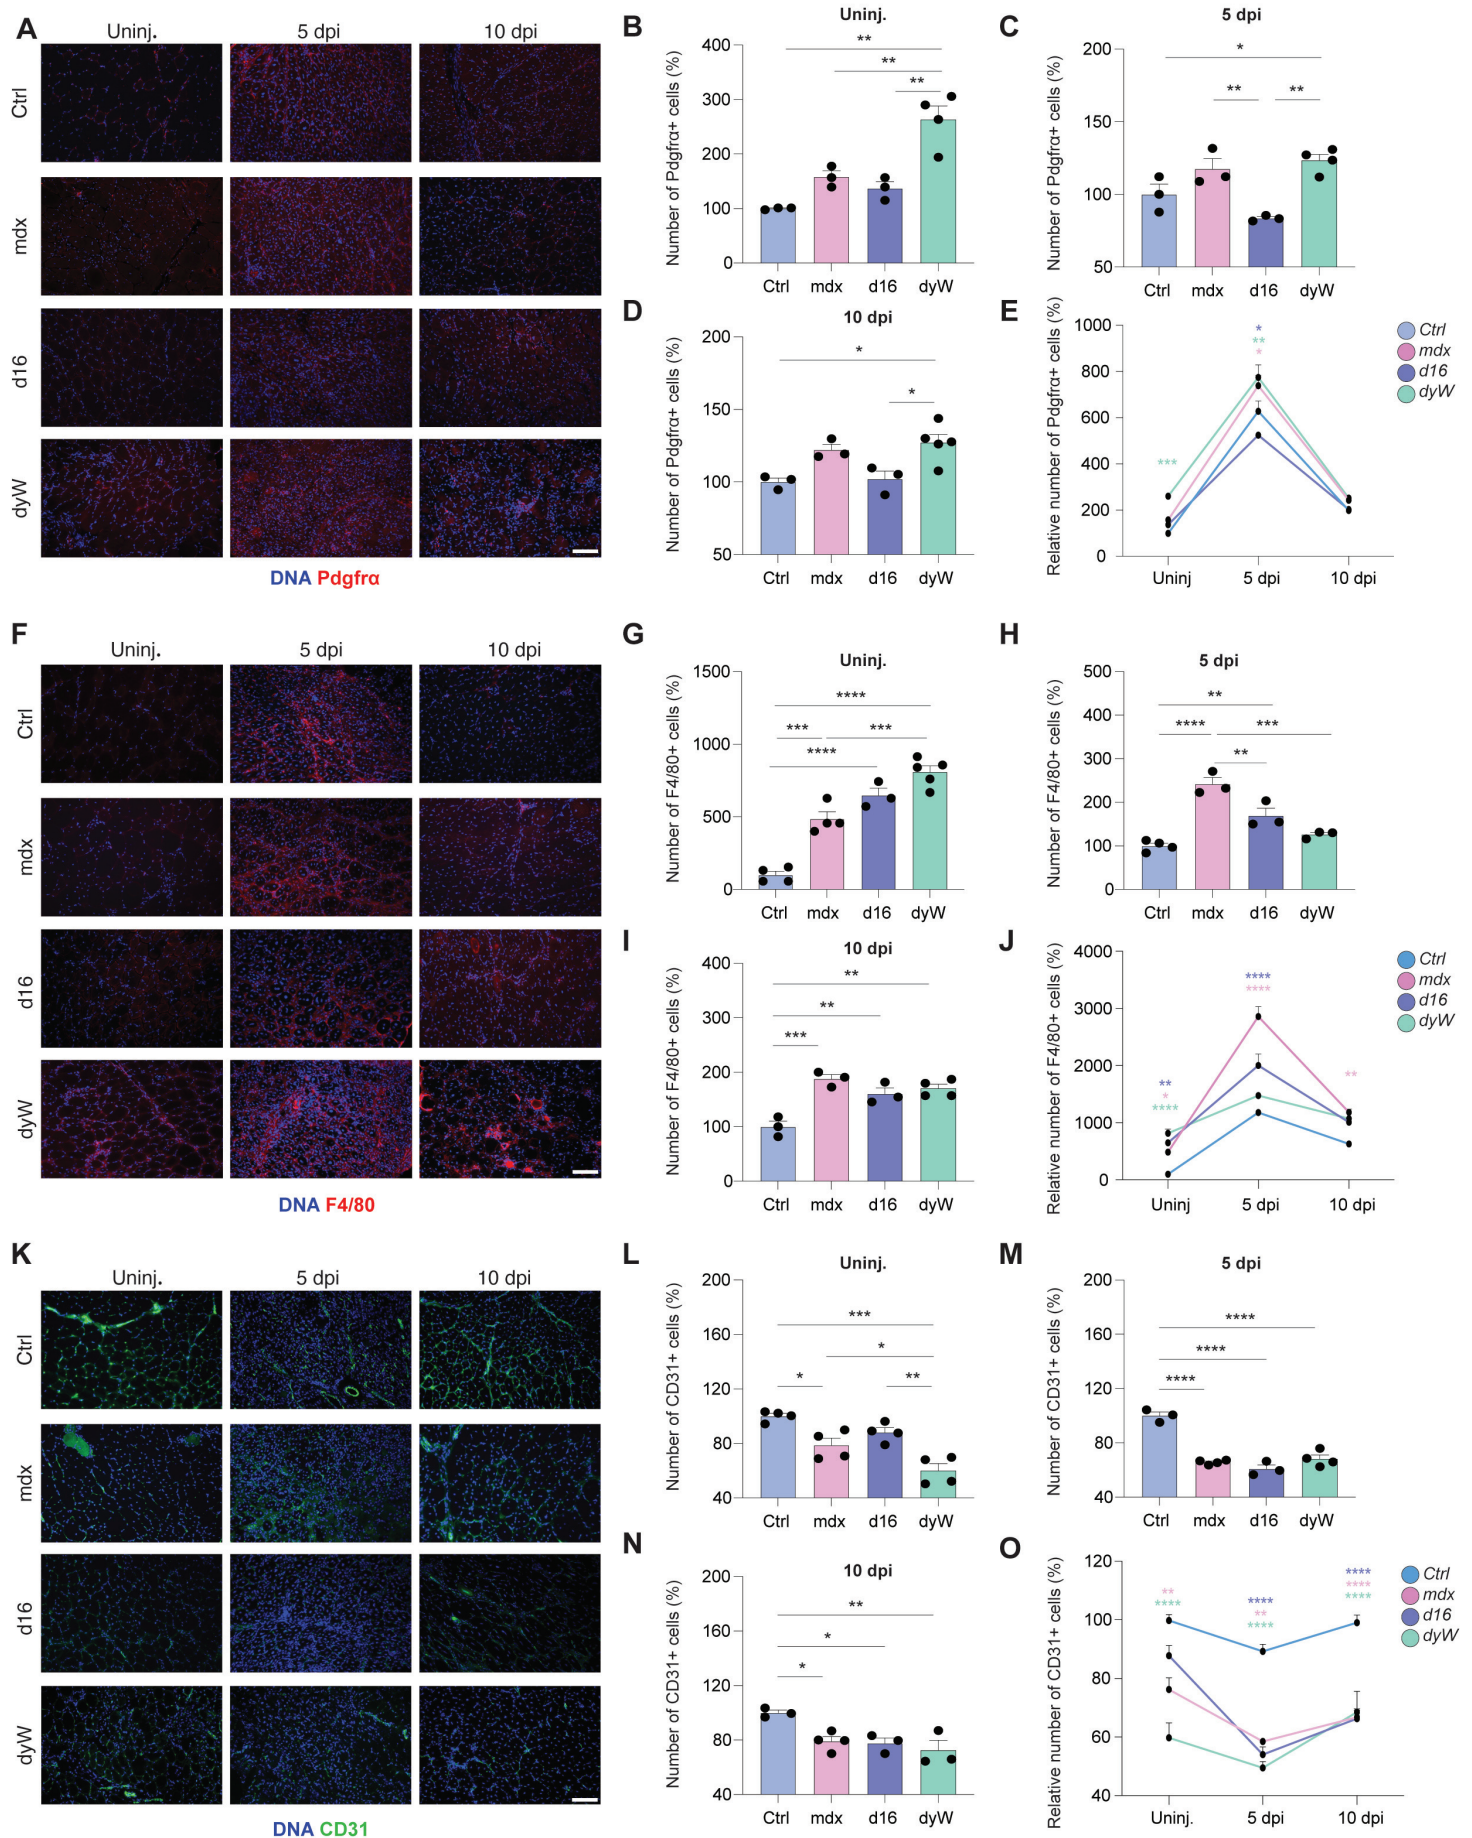 A
Uninj.
5 dpi
10 dpi
Ctrl
mdx
d16
dyW
DNA Pdgfrα
B
Uninj.
Number of Pdgfrα+ cells (%)
400
300
200
100
0
**
**
**
Ctrl
mdx
d16
dyW
C
5 dpi
Number of Pdgfrα+ cells (%)
200
150
100
50
*
**
**
Ctrl
mdx
d16
dyW
D
10 dpi
Number of Pdgfrα+ cells (%)
200
150
100
50
*
*
Ctrl
mdx
d16
dyW
E
Relative number of Pdgfrα+ cells (%)
1000
800
600
400
200
0
***
*
**
*
Uninj
5 dpi
10 dpi
Ctrl
mdx
d16
dyW
F
Uninj.
5 dpi
10 dpi
Ctrl
mdx
d16
dyW
DNA F4/80
G
Uninj.
Number of F4/80+ cells (%)
1500
1000
500
0
****
***
***
****
Ctrl
mdx
d16
dyW
H
5 dpi
Number of F4/80+ cells (%)
500
400
300
200
100
0
**
****
***
**
Ctrl
mdx
d16
dyW
I
10 dpi
Number of F4/80+ cells (%)
400
300
200
100
0
**
**
***
Ctrl
mdx
d16
dyW
J
Relative number of F4/80+ cells (%)
4000
3000
2000
1000
0
**
*
****
****
****
**
Uninj
5 dpi
10 dpi
Ctrl
mdx
d16
dyW
K
Uninj.
5 dpi
10 dpi
Ctrl
mdx
d16
dyW
DNA CD31
L
Uninj.
Number of CD31+ cells (%)
200
160
120
80
40
***
*
*
**
Ctrl
mdx
d16
dyW
M
5 dpi
Number of CD31+ cells (%)
200
160
120
80
40
****
****
****
Ctrl
mdx
d16
dyW
N
10 dpi
Number of CD31+ cells (%)
200
160
120
80
40
**
*
*
Ctrl
mdx
d16
dyW
O
Relative number of CD31+ cells (%)
120
100
80
60
40
**
****
****
**
****
****
****
****
Uninj.
5 dpi
10 dpi
Ctrl
mdx
d16
dyW